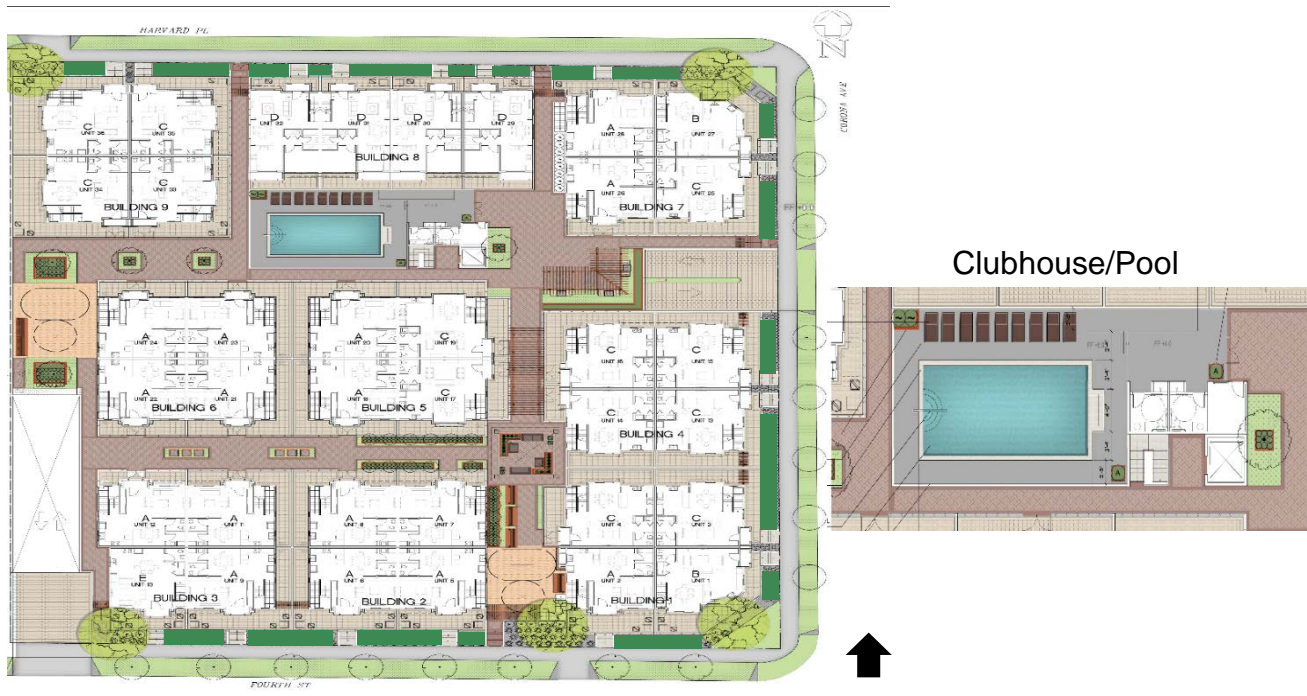 HARVARD PL
N
CORONA AVE
C
UNIT 36
C
UNIT 35
C
UNIT 34
C
UNIT 33
BUILDING 9
D
UNIT 32
D
UNIT 31
D
UNIT 30
D
UNIT 29
BUILDING 8
A
UNIT 28
B
UNIT 27
A
UNIT 26
C
UNIT 25
BUILDING 7
Clubhouse/Pool
A
UNIT 24
A
UNIT 23
A
UNIT 22
A
UNIT 21
BUILDING 6
A
UNIT 20
C
UNIT 19
A
UNIT 18
C
UNIT 17
BUILDING 5
C
UNIT 16
C
UNIT 15
C
UNIT 14
C
UNIT 13
BUILDING 4
A
UNIT 12
A
UNIT 11
E
UNIT 10
A
UNIT 9
BUILDING 3
A
UNIT 8
A
UNIT 7
A
UNIT 6
A
UNIT 5
BUILDING 2
C
UNIT 4
C
UNIT 3
A
UNIT 2
B
UNIT 1
BUILDING 1
A
A
FOURTH ST